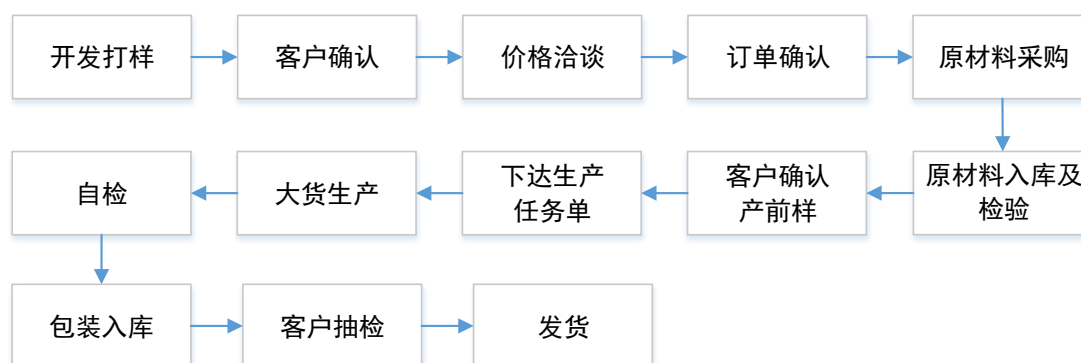 开发打样
客户确认
价格洽谈
订单确认
原材料采购
原材料入库及
检验
客户确认
产前样
下达生产
任务单
大货生产
自检
包装入库
客户抽检
发货